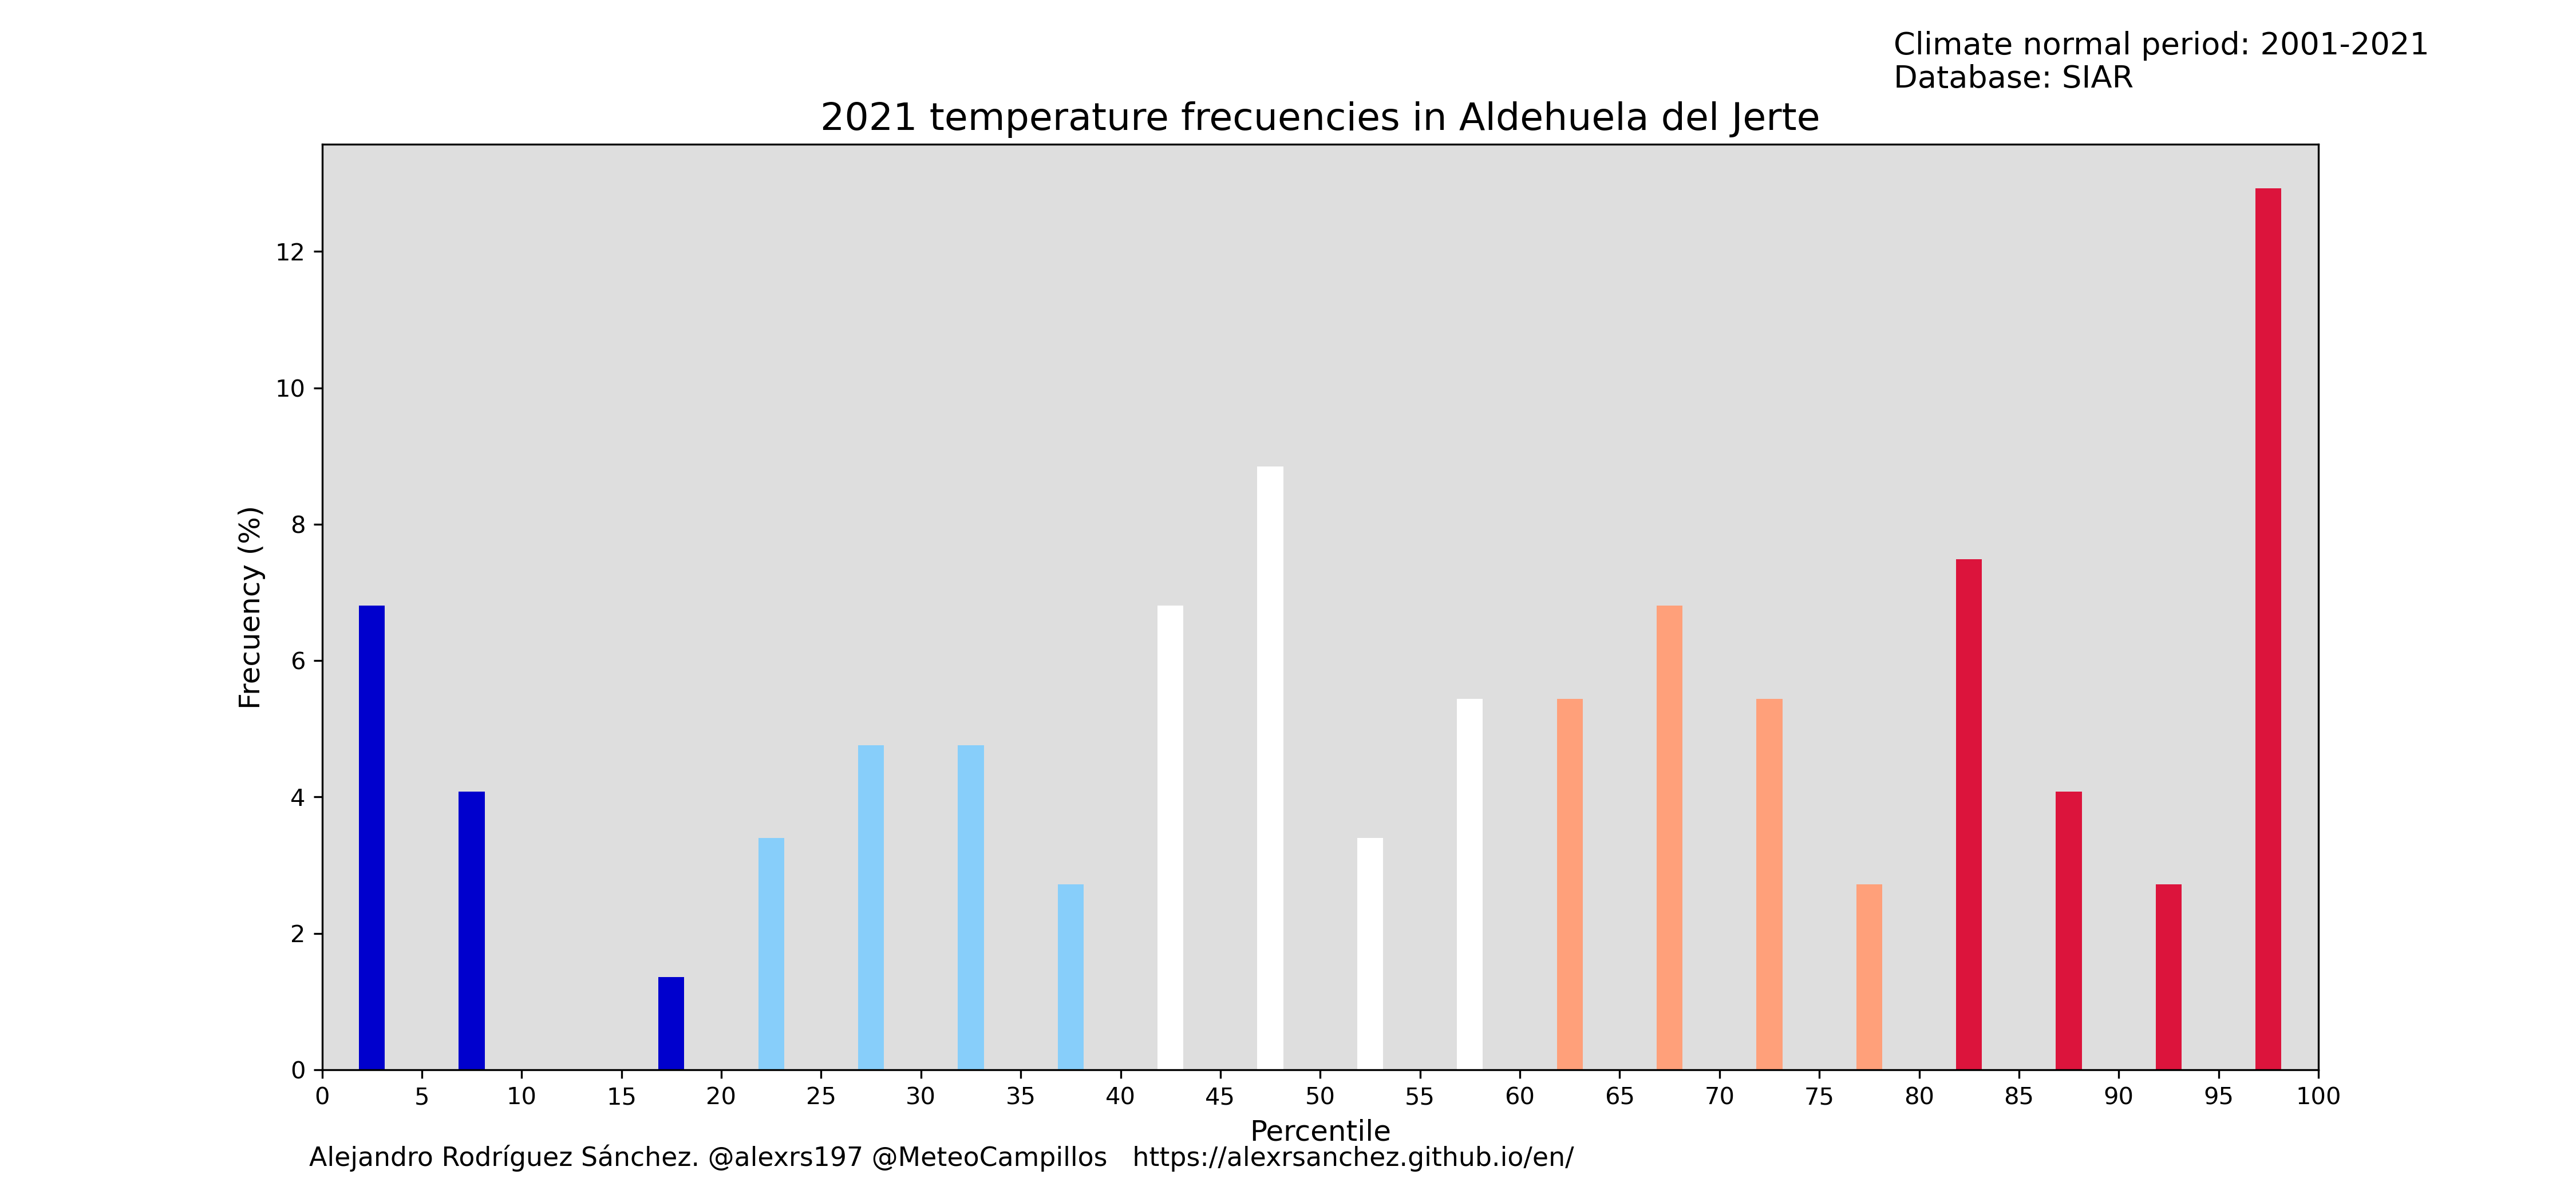 Climate normal period: 2001-2021
Database: SIAR
2021 temperature frecuencies in Aldehuela del Jerte
Frecuency (%)
12
10
8
6
4
2
0
0 5 10 15 20 25 30 35 40 45 50 55 60 65 70 75 80 85 90 95 100
Percentile
Alejandro Rodríguez Sánchez. @alexrs197 @MeteoCampillos https://alexrsanchez.github.io/en/